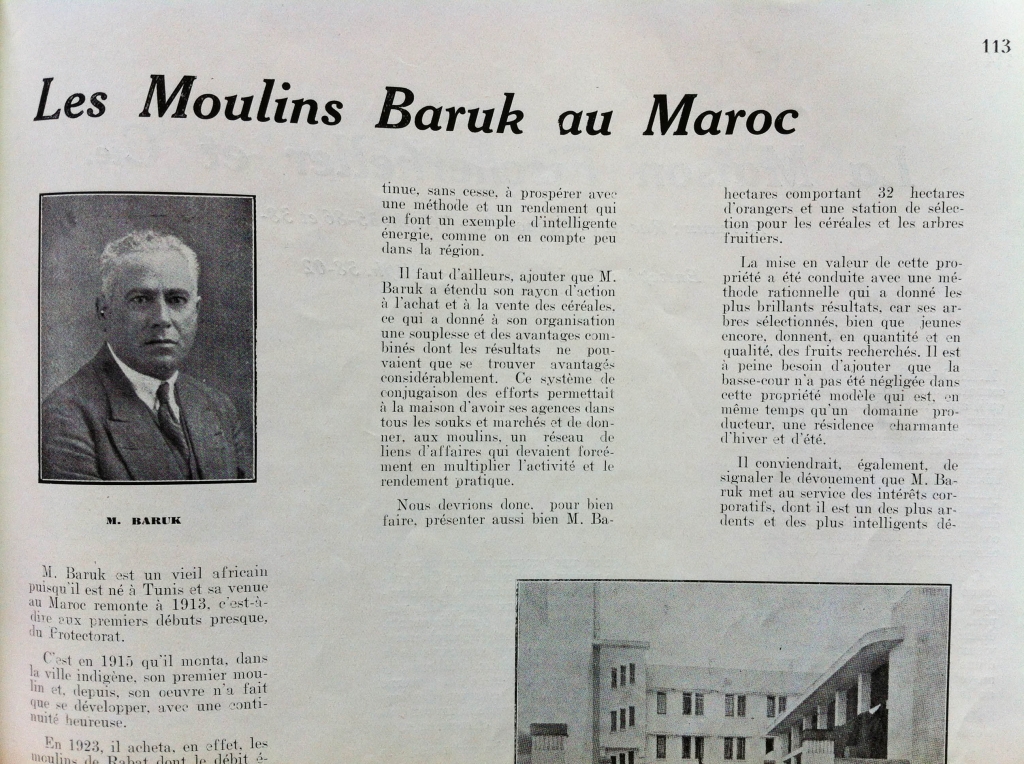 113
Les Moulins Baruk au Maroc
M. BARUK
M. Baruk est un vieil africain
puisqu'il est né à Tunis et sa venue
au Maroc remonte à 1913, c'est-à-
dire aux premiers débuts presque,
du Protectorat.
C'est en 1915 qu'il monta, dans
la ville indigène, son premier mou-
lin et, depuis, son oeuvre n'a fait
que se développer, avec une conti-
nuité heureuse.
En 1923, il acheta, en effet, les
moulins de Rabat dont le débit é-
tinue, sans cesse, à prospérer avec
une méthode et un rendement qui
en font un exemple d'intelligente
énergie, comme on en compte peu
dans la région.
Il faut d'ailleurs, ajouter que M.
Baruk a étendu son rayon d'action
à l'achat et à la vente des céréales,
ce qui a donné à son organisation
une souplesse et des avantages com-
binés dont les résultats ne pou-
vaient que se trouver avantagés
considérablement. Ce système de
conjugaison des efforts permettait
à la maison d'avoir ses agences dans
tous les souks et marchés et de don-
ner, aux moulins, un réseau de
liens d'affaires qui devaient forcé-
ment en multiplier l'activité et le
rendement pratique.
Nous devrions donc, pour bien
faire, présenter aussi bien M. Ba-
hectares comportant 32 hectares
d'orangers et une station de sélec-
tion pour les céréales et les arbres
fruitiers.
La mise en valeur de cette pro-
priété a été conduite avec une mé-
thode rationnelle qui a donné les
plus brillants résultats, car ses ar-
bres sélectionnés, bien que jeunes
encore, donnent, en quantité et en
qualité, des fruits recherchés. Il est
à peine besoin d'ajouter que la
basse-cour n'a pas été négligée dans
cette propriété modèle qui est, en
même temps qu'un domaine pro-
ducteur, une résidence charmante
d'hiver et d'été.
Il conviendrait, également, de
signaler le dévouement que M. Ba-
ruk met au service des intérêts cor-
poratifs, dont il est un des plus ar-
dents et des plus intelligents dé-